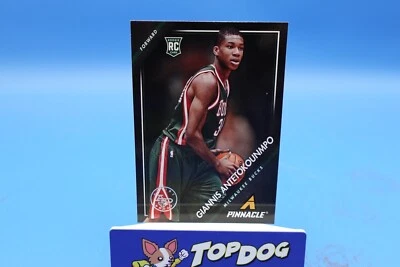 FORWARD
RC
GIANNIS ANTETOKOUNMPO
MILWAUKEE BUCKS
PINNACLE
TOPDOG